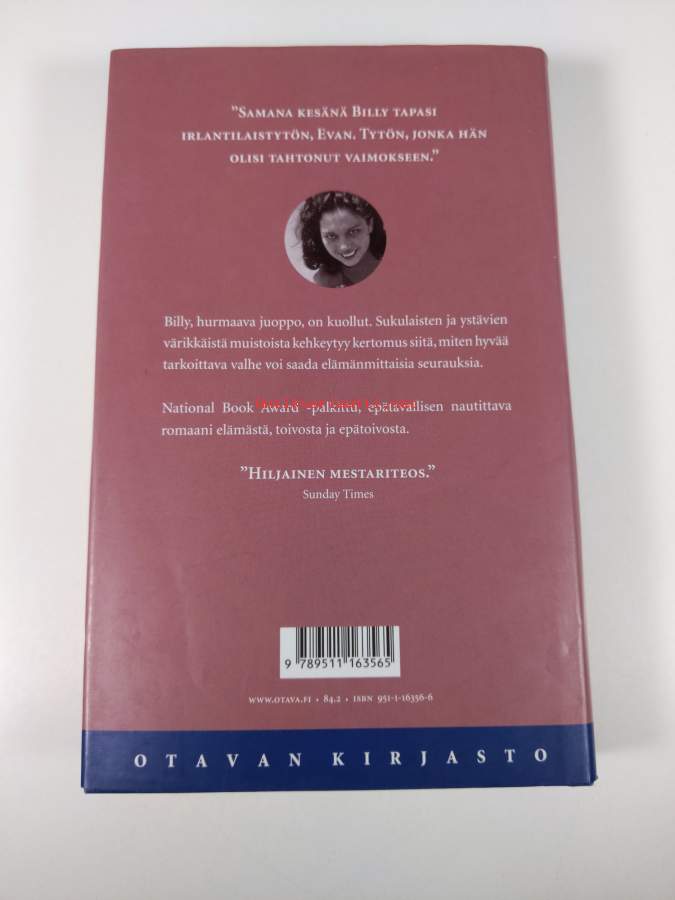 ”Samana kesänä Billy tapasi
irlantilaistytön, Evan. Tytön, jonka hän
olisi tahtonut vaimokseen.”
Billy, hurmaava juoppo, on kuollut. Sukulaisten ja ystävien
värikkäistä muistoista kehkeytyy kertomus siitä, miten hyvää
tarkoittava valhe voi saada elämänmittaisia seurauksia.
National Book Award -palkittu, epätavallisen nautittava
romaani elämästä, toivosta ja epätoivosta.
”Hiljainen mestariteos.”
Sunday Times
9 789511 163565
www.otava.fi • 84.2 • ISBN 951-1-16356-6
OTAVAN KIRJASTO